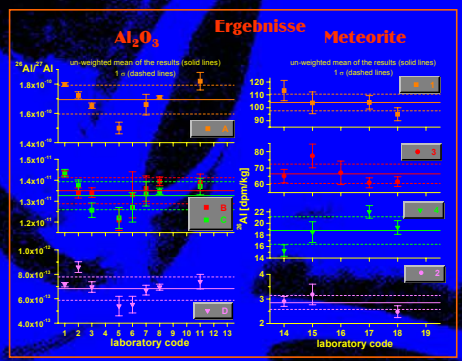 Ergebnisse
Al₂O₃
Meteorite
un-weighted mean of the results (solid lines)
1 σ (dashed lines)
un-weighted mean of the results (solid lines)
1 σ (dashed lines)
²⁶Al/²⁷Al
1.8x10⁻¹⁰
1.6x10⁻¹⁰
1.4x10⁻¹⁰
A
1.5x10⁻¹¹
1.4x10⁻¹¹
1.3x10⁻¹¹
1.2x10⁻¹¹
B
C
1.0x10⁻¹²
8.0x10⁻¹³
6.0x10⁻¹³
4.0x10⁻¹³
D
1 2 3 4 5 6 7 8 9 10 11 12 13
laboratory code
²⁶Al [dpm/kg]
120
110
100
90
80
70
60
3
22
20
18
16
14
4
3
2
2
14 15 16 17 18 19
laboratory code